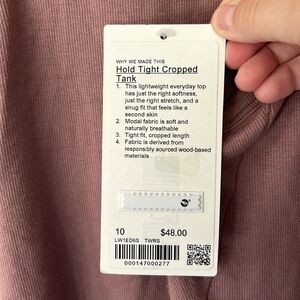 WHY WE MADE THIS
Hold Tight Cropped
Tank
1. This lightweight everyday top
has just the right softness,
just the right stretch, and a
snug fit that feels like a
second skin
2. Modal fabric is soft and
naturally breathable
3. Tight fit, cropped length
4. Fabric is derived from
responsibly sourced wood-based
materials
10 $48.00
LW1ED6S TWRS
000147000277